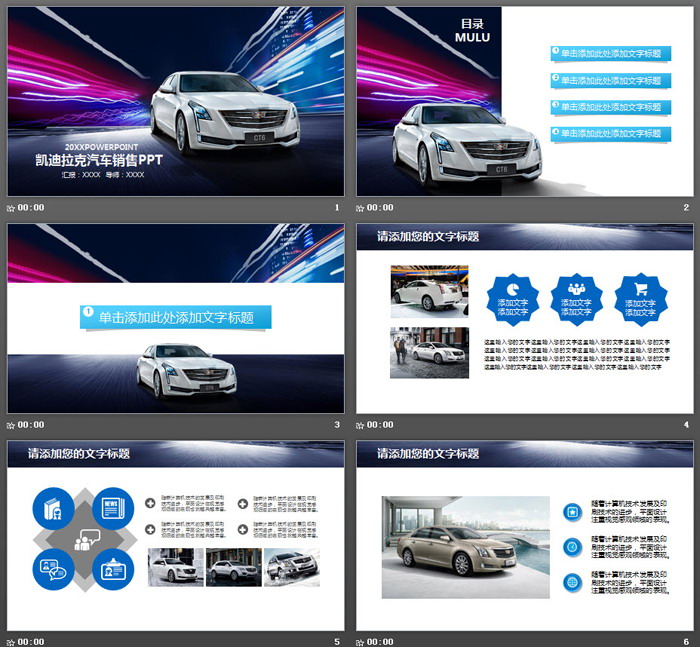 20XXPOWERPOINT
凯迪拉克汽车销售PPT
汇报：XXXX 导师：XXXX
CT6
00:00
1
目录
MULU
1 单击添加此处添加文字标题
2 单击添加此处添加文字标题
3 单击添加此处添加文字标题
4 单击添加此处添加文字标题
CT6
00:00
2
1 单击添加此处添加文字标题
00:00
3
请添加您的文字标题
添加文字
添加文字
添加文字
添加文字
添加文字
添加文字
这里输入您的文字这里输入您的文字这里输入您的文字这里输入您的文字
这里输入您的文字这里输入您的文字这里输入您的文字这里输入您的文字
这里输入您的文字这里输入您的文字这里输入您的文字这里输入您的文字
这里输入您的文字这里输入您的文字这里输入您的文字这里输入您的文字
00:00
4
请添加您的文字标题
随着计算机技术的发展及印刷
技术的进步，平面设计在视觉感
随着计算机技术的发展及印刷
技术的进步，平面设计在视觉感
随着计算机技术的发展及印刷
技术的进步，平面设计在视觉感
随着计算机技术的发展及印刷
技术的进步，平面设计在视觉感
00:00
5
请添加您的文字标题
随着计算机技术发展及印
刷技术的进步，平面设计
注重视觉感观领域的表现。
随着计算机技术发展及印
刷技术的进步，平面设计
注重视觉感观领域的表现。
随着计算机技术发展及印
刷技术的进步，平面设计
注重视觉感观领域的表现。
00:00
6